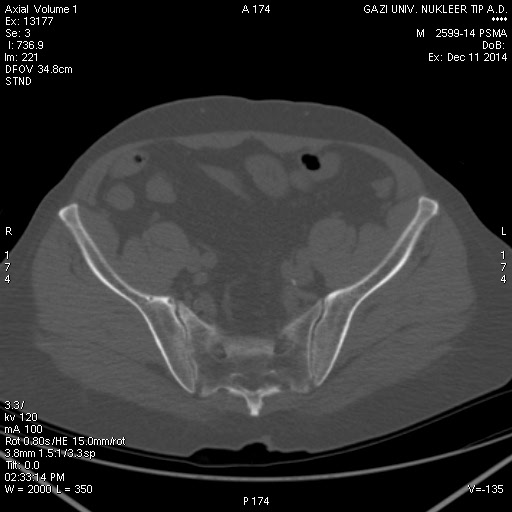 Axial Volume 1
Ex: 13177
Se: 3
I: 736.9
Im: 221
DFOV 34.8cm
STND
A 174
GAZI UNIV. NUKLEER TIP A.D.
****
M 2599-14 PSMA
DoB:
Ex: Dec 11 2014
R
1
7
4
L
1
7
4
3.3/
kv 120
mA 100
Rot 0.80s/HE 15.0mm/rot
3.8mm 1.5:1/3.3sp
Tilt: 0.0
02:33:14 PM
W = 2000 L = 350
P 174
V=-135